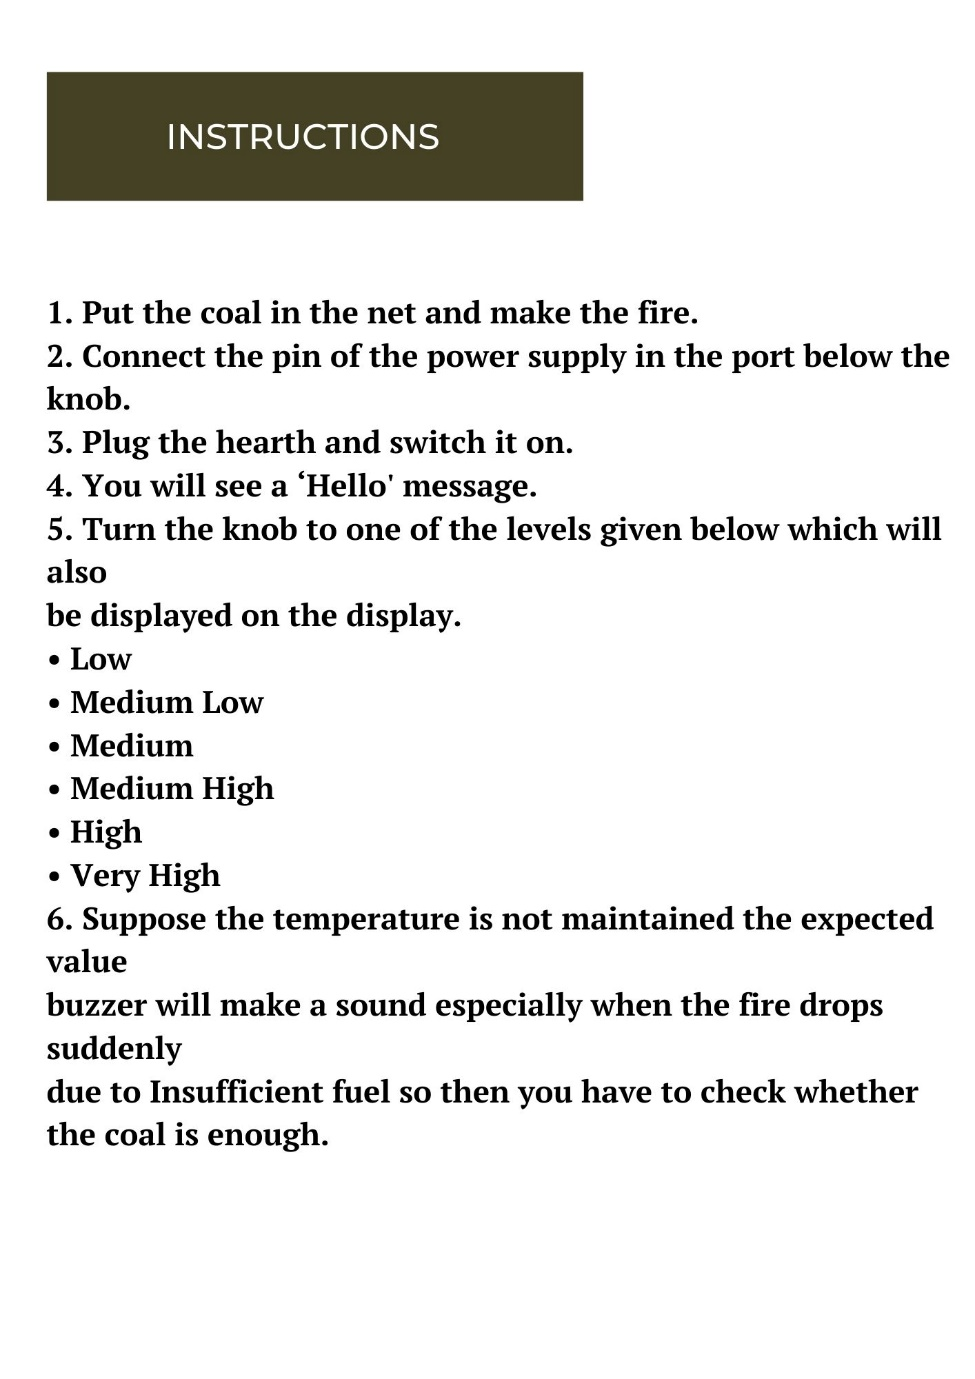 INSTRUCTIONS
1. Put the coal in the net and make the fire.
2. Connect the pin of the power supply in the port below the
knob.
3. Plug the hearth and switch it on.
4. You will see a ‘Hello' message.
5. Turn the knob to one of the levels given below which will
also
be displayed on the display.
• Low
• Medium Low
• Medium
• Medium High
• High
• Very High
6. Suppose the temperature is not maintained the expected
value
buzzer will make a sound especially when the fire drops
suddenly
due to Insufficient fuel so then you have to check whether
the coal is enough.